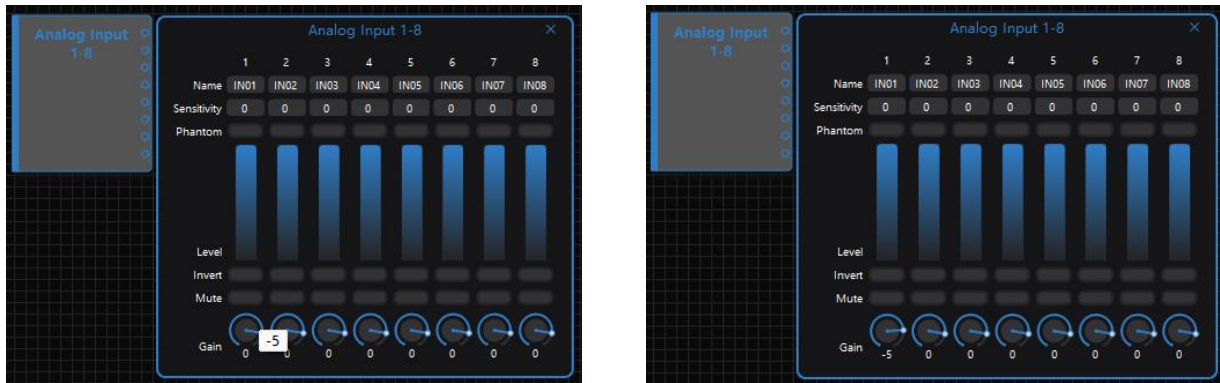 Analog Input
1-8
Analog Input 1-8 ×
1 2 3 4 5 6 7 8
Name IN01 IN02 IN03 IN04 IN05 IN06 IN07 IN08
Sensitivity 0 0 0 0 0 0 0 0
Phantom
Level
Invert
Mute
-5
Gain 0 0 0 0 0 0 0 0
Analog Input
1-8
Analog Input 1-8 ×
1 2 3 4 5 6 7 8
Name IN01 IN02 IN03 IN04 IN05 IN06 IN07 IN08
Sensitivity 0 0 0 0 0 0 0 0
Phantom
Level
Invert
Mute
Gain -5 0 0 0 0 0 0 0